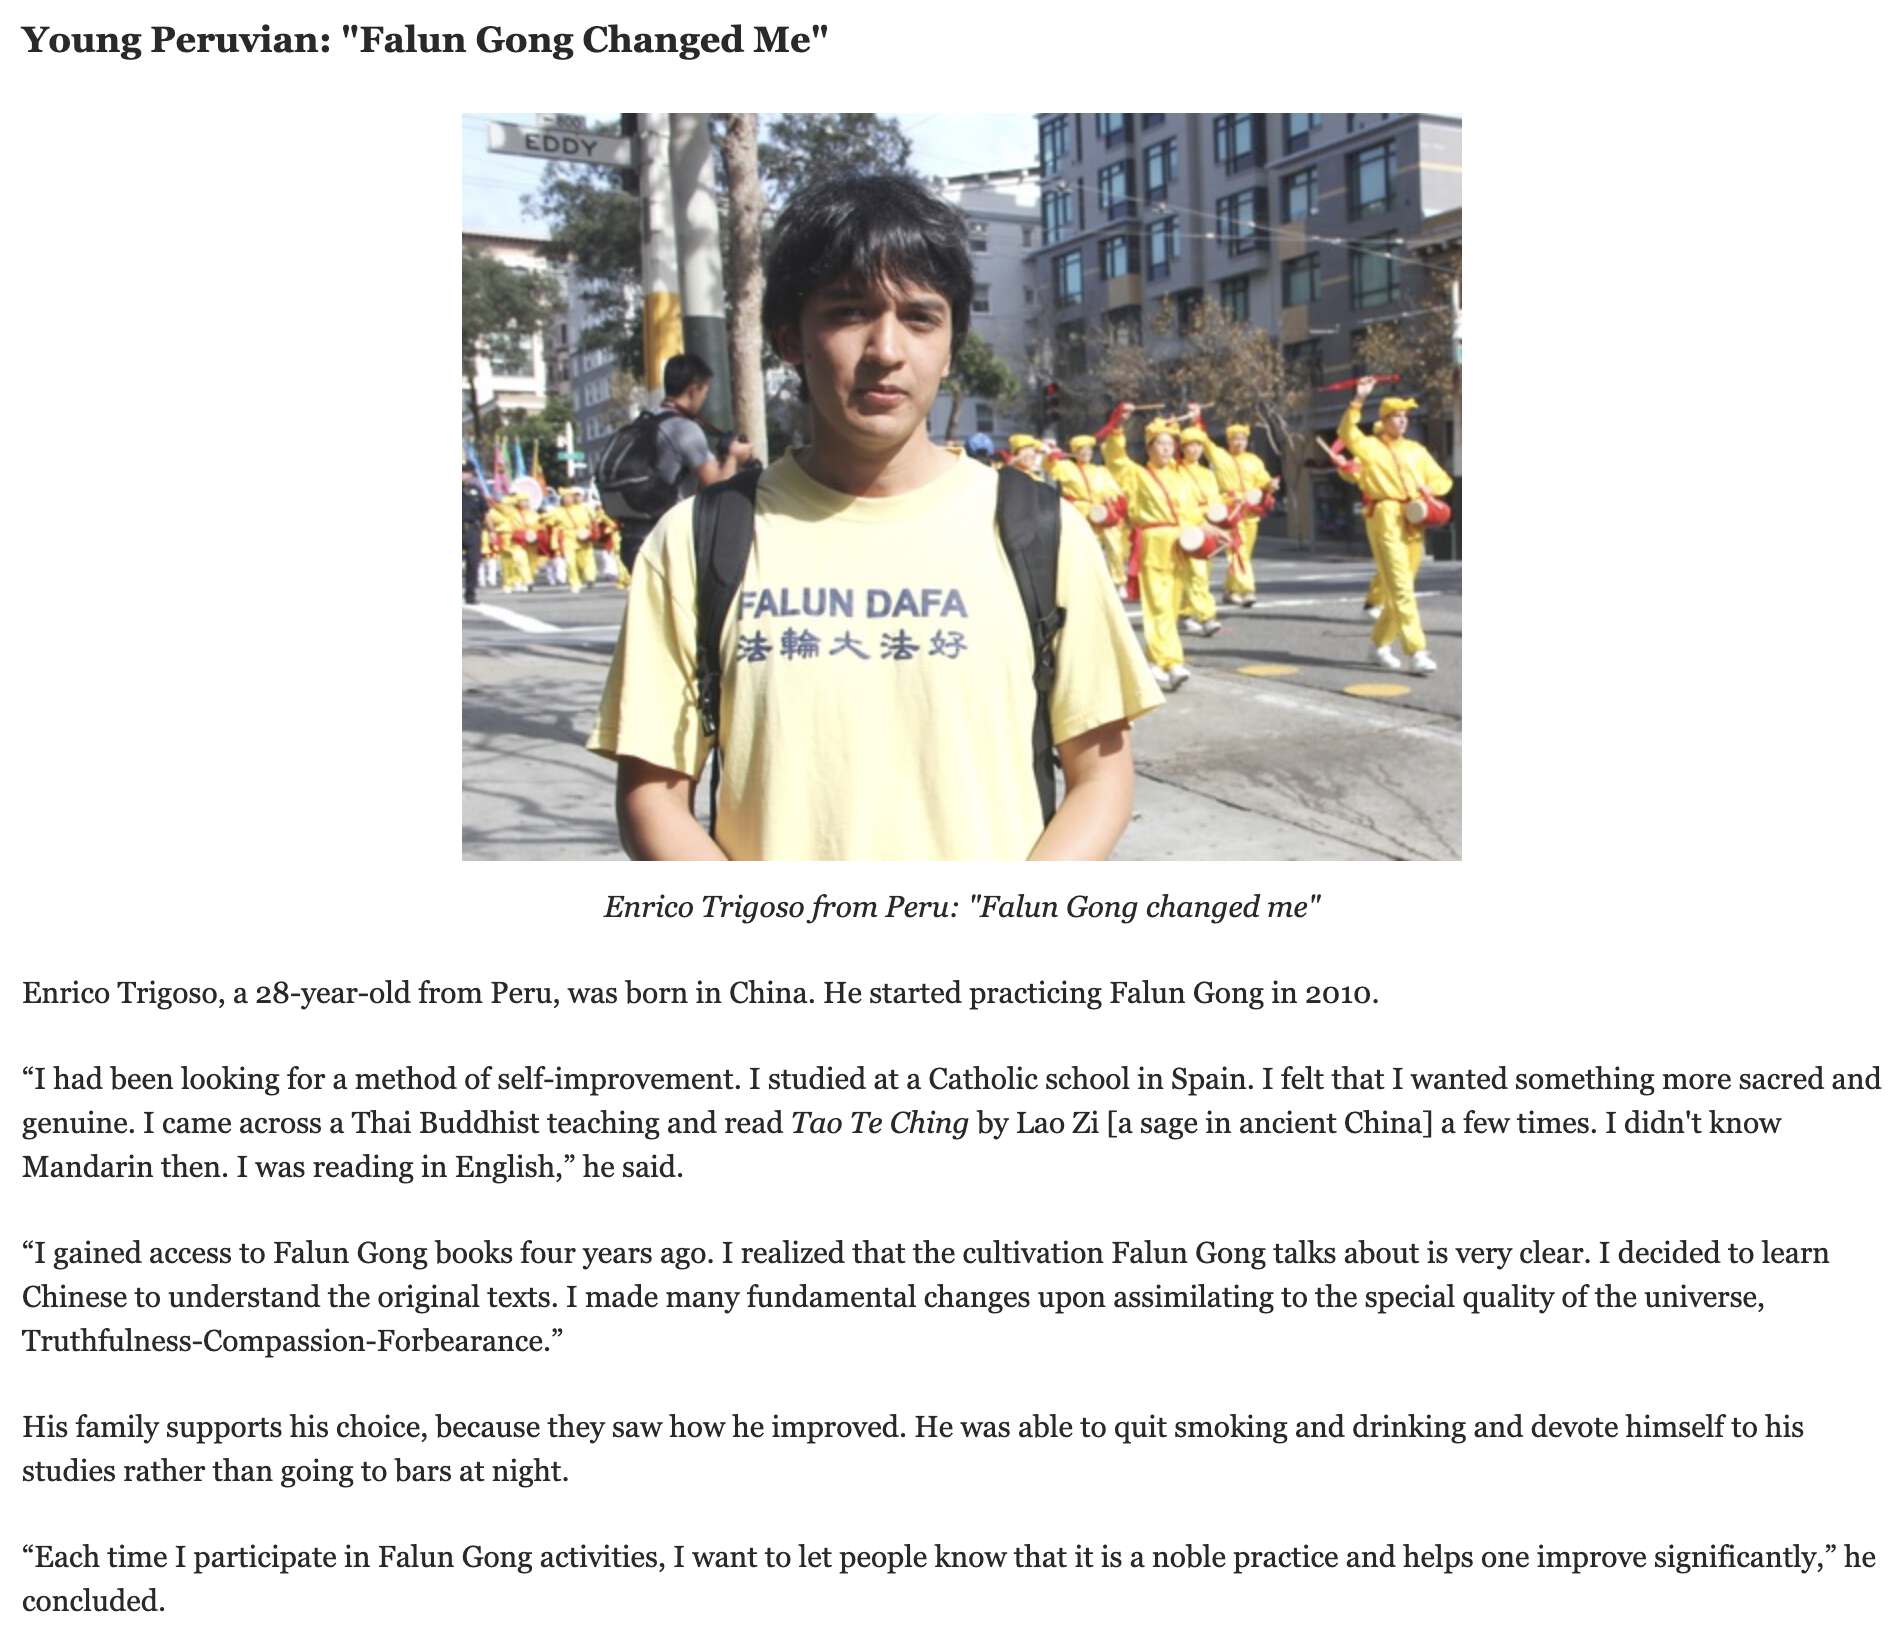 Young Peruvian: "Falun Gong Changed Me"
EDDY
FALUN DAFA
法輪大法好
Enrico Trigoso from Peru: "Falun Gong changed me"
Enrico Trigoso, a 28-year-old from Peru, was born in China. He started practicing Falun Gong in 2010.
“I had been looking for a method of self-improvement. I studied at a Catholic school in Spain. I felt that I wanted something more sacred and
genuine. I came across a Thai Buddhist teaching and read Tao Te Ching by Lao Zi [a sage in ancient China] a few times. I didn't know
Mandarin then. I was reading in English,” he said.
“I gained access to Falun Gong books four years ago. I realized that the cultivation Falun Gong talks about is very clear. I decided to learn
Chinese to understand the original texts. I made many fundamental changes upon assimilating to the special quality of the universe,
Truthfulness-Compassion-Forbearance.”
His family supports his choice, because they saw how he improved. He was able to quit smoking and drinking and devote himself to his
studies rather than going to bars at night.
“Each time I participate in Falun Gong activities, I want to let people know that it is a noble practice and helps one improve significantly,” he
concluded.